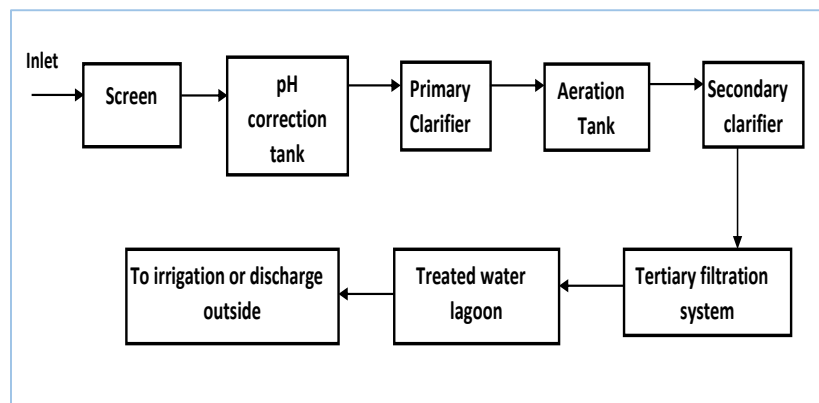 Inlet
Screen
pH
correction
tank
Primary
Clarifier
Aeration
Tank
Secondary
clarifier
Tertiary filtration
system
Treated water
lagoon
To irrigation or discharge
outside